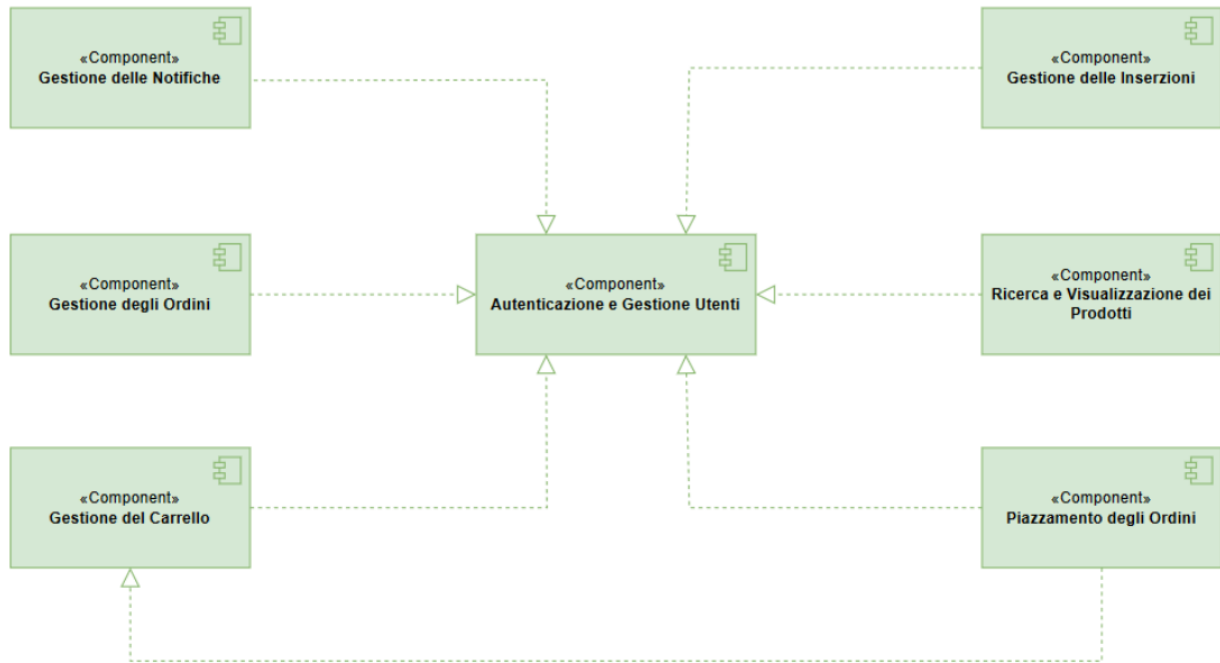 «Component»
Gestione delle Notifiche
«Component»
Gestione delle Inserzioni
«Component»
Gestione degli Ordini
«Component»
Autenticazione e Gestione Utenti
«Component»
Ricerca e Visualizzazione dei
Prodotti
«Component»
Gestione del Carrello
«Component»
Piazzamento degli Ordini